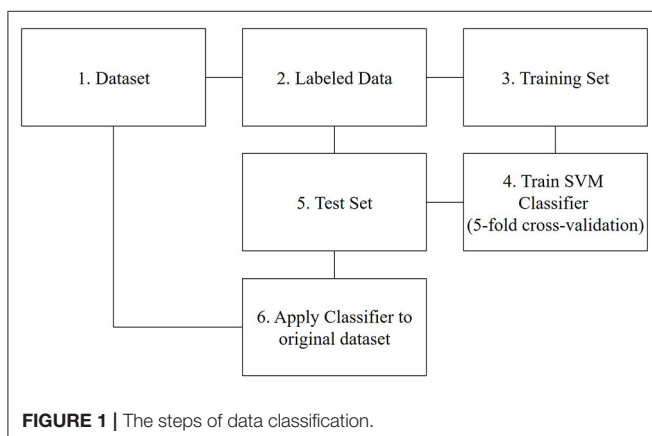 1. Dataset
2. Labeled Data
3. Training Set
4. Train SVM
Classifier
(5-fold cross-validation)
5. Test Set
6. Apply Classifier to
original dataset
FIGURE 1 | The steps of data classification.